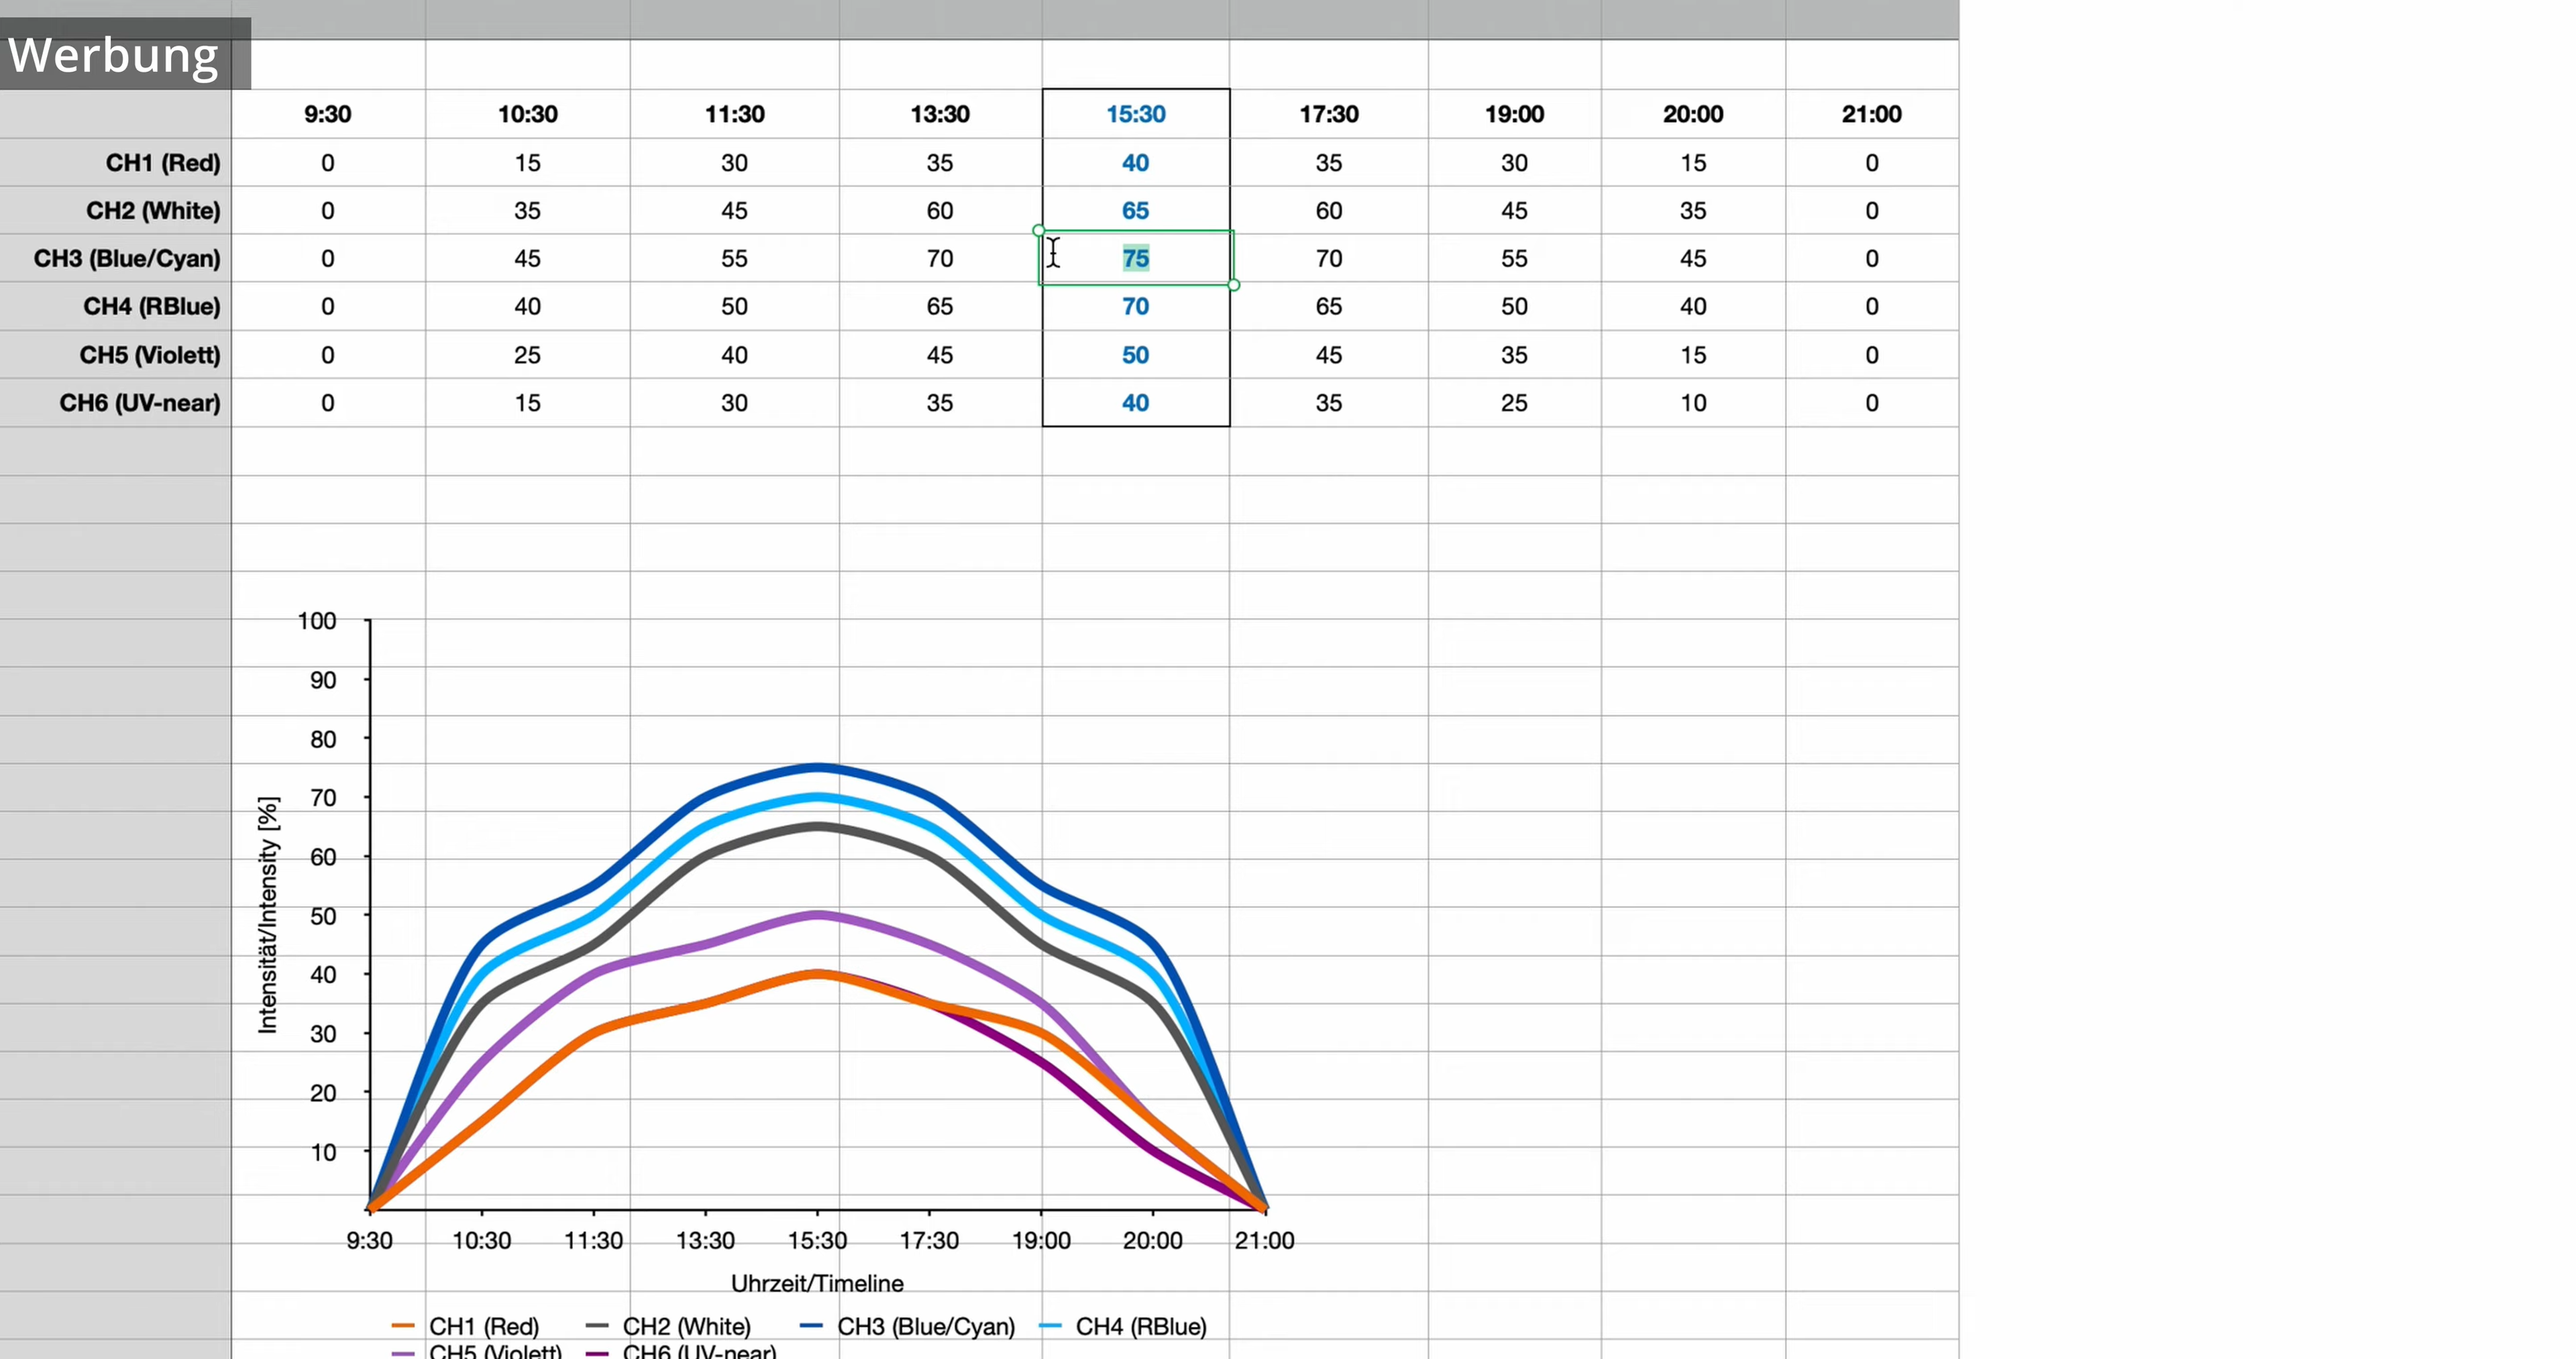 Werbung
9:30 10:30 11:30 13:30 15:30 17:30 19:00 20:00 21:00
CH1 (Red) 0 15 30 35 40 35 30 15 0
CH2 (White) 0 35 45 60 65 60 45 35 0
CH3 (Blue/Cyan) 0 45 55 70 75 70 55 45 0
CH4 (RBlue) 0 40 50 65 70 65 50 40 0
CH5 (Violett) 0 25 40 45 50 45 35 15 0
CH6 (UV-near) 0 15 30 35 40 35 25 10 0
100
90
80
70
60
50
40
30
20
10
Intensität/Intensity [%]
9:30 10:30 11:30 13:30 15:30 17:30 19:00 20:00 21:00
Uhrzeit/Timeline
CH1 (Red) CH2 (White) CH3 (Blue/Cyan) CH4 (RBlue)
CH5 (Violett) CH6 (UV-near)